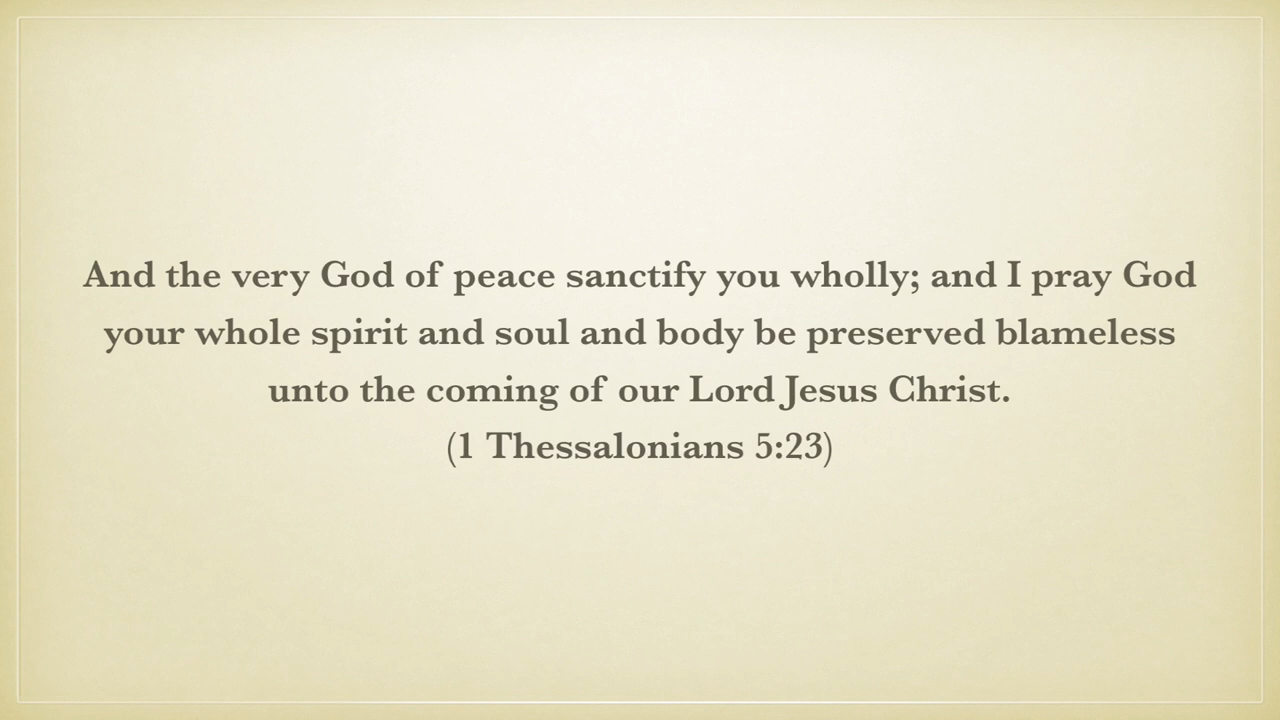 And the very God of peace sanctify you wholly; and I pray God
your whole spirit and soul and body be preserved blameless
unto the coming of our Lord Jesus Christ.
(1 Thessalonians 5:23)